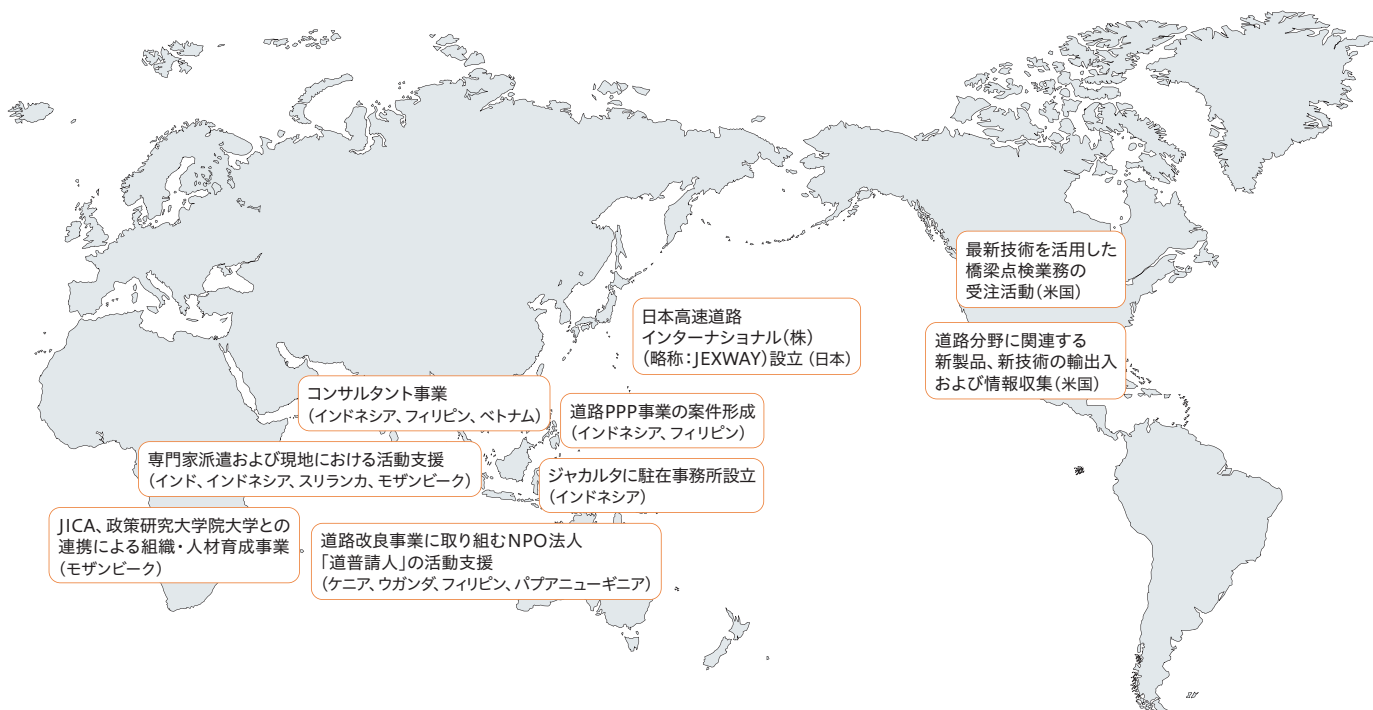 最新技術を活用した
橋梁点検業務の
受注活動(米国)
日本高速道路
インターナショナル(株)
(略称:JEXWAY)設立(日本)
道路分野に関連する
新製品、新技術の輸出入
および情報収集(米国)
コンサルタント事業
(インドネシア、フィリピン、ベトナム)
道路PPP事業の案件形成
(インドネシア、フィリピン)
専門家派遣および現地における活動支援
(インド、インドネシア、スリランカ、モザンビーク)
ジャカルタに駐在事務所設立
(インドネシア)
JICA、政策研究大学院大学との
連携による組織・人材育成事業
(モザンビーク)
。
道路改良事業に取り組むNPO法人
「道普請人」の活動支援
(ケニア、ウガンダ、フィリピン、パプアニューギニア)